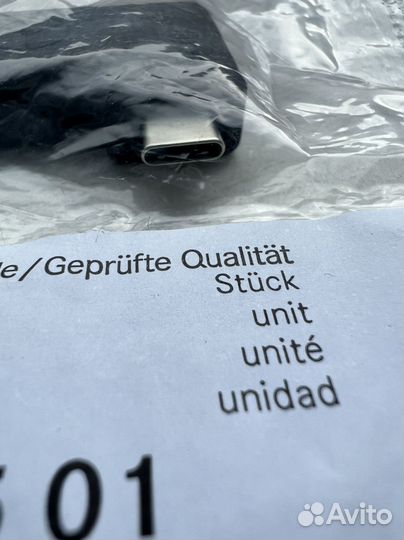 /Geprüfte Qualität
Stück
unit
unité
unidad
01
Avito